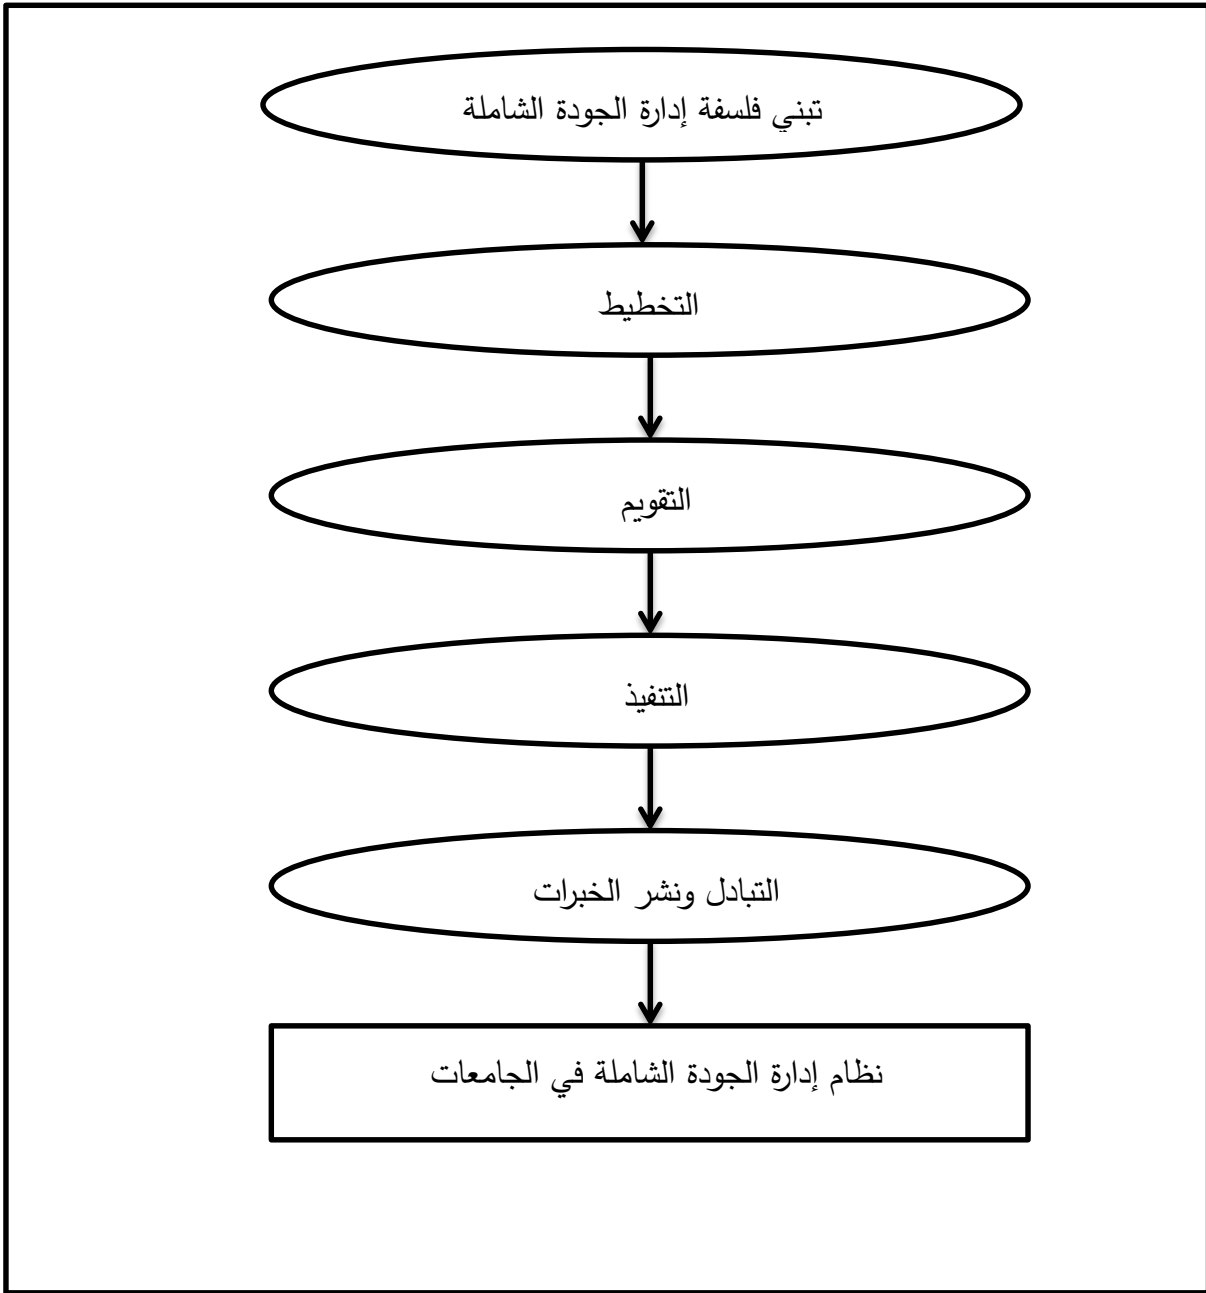 تبني فلسفة إدارة الجودة الشاملة
التخطيط
التقويم
التنفيذ
التبادل ونشر الخبرات
نظام إدارة الجودة الشاملة في الجامعات